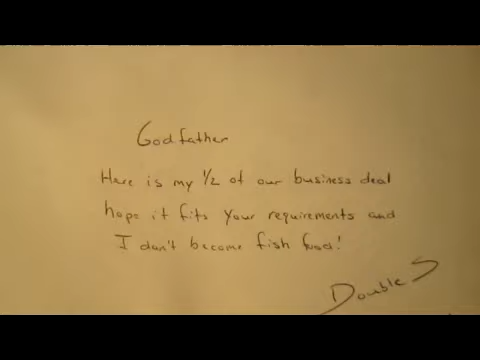 Godfather
Here is my 1/2 of our business deal
hope it fits your requirements and
I don't become fish food!
Double S